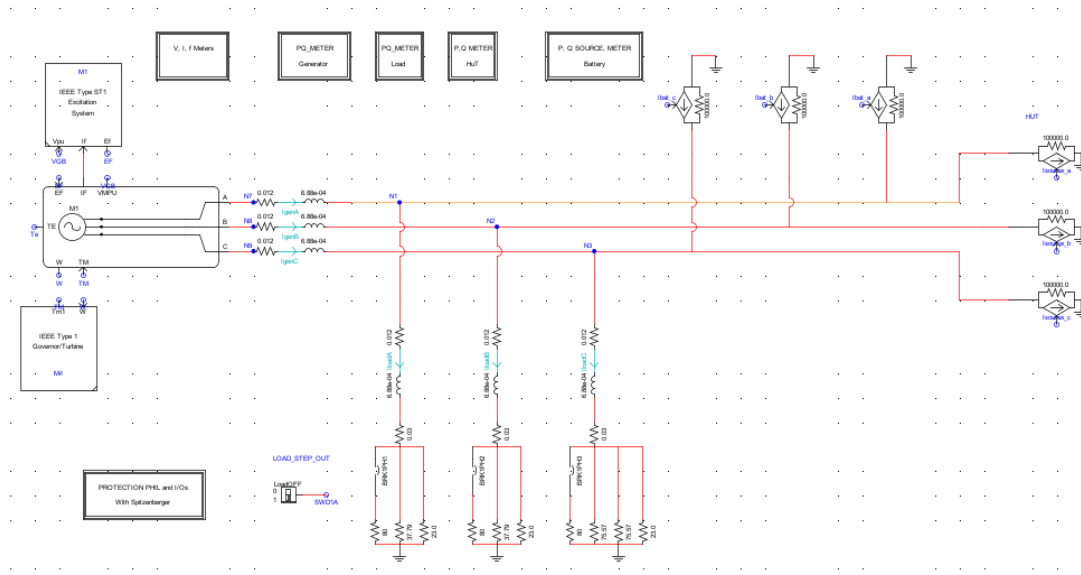 V, I, f Meters
PQ_METER
Generator
PQ_METER
Load
P,Q METER
HuT
P, Q SOURCE, METER
Battery
M1
IEEE Type ST1
Excitation
System
Vpu
If
Ef
VGB
EF
VGB
EF
IF
VMPU
M1
TE
Te
A
B
C
W
TM
W
TM
TM
Tm1
W
IEEE Type 1
Governor/Turbine
N7
0.012
6.88e-04
N1
IgenA
N8
0.012
6.88e-04
N2
IgenB
N9
0.012
6.88e-04
N3
IgenC
Ibat_c
100000.0
Ibat_b
100000.0
Ibat_a
100000.0
HUT
100000.0
Isource_a
100000.0
Isource_b
100000.0
Isource_c
0.012
0.012
0.012
IloadA
IloadB
IloadC
6.88e-04
6.88e-04
6.88e-04
0.03
0.03
0.03
BRK1PH1
BRK1PH2
BRK1PH3
80
37.79
23.0
80
37.79
23.0
80
75.57
75.57
23.0
LOAD_STEP_OUT
LoadOFF
0
1
SWD1A
PROTECTION PHIL and I/Os
With Spitzenberger